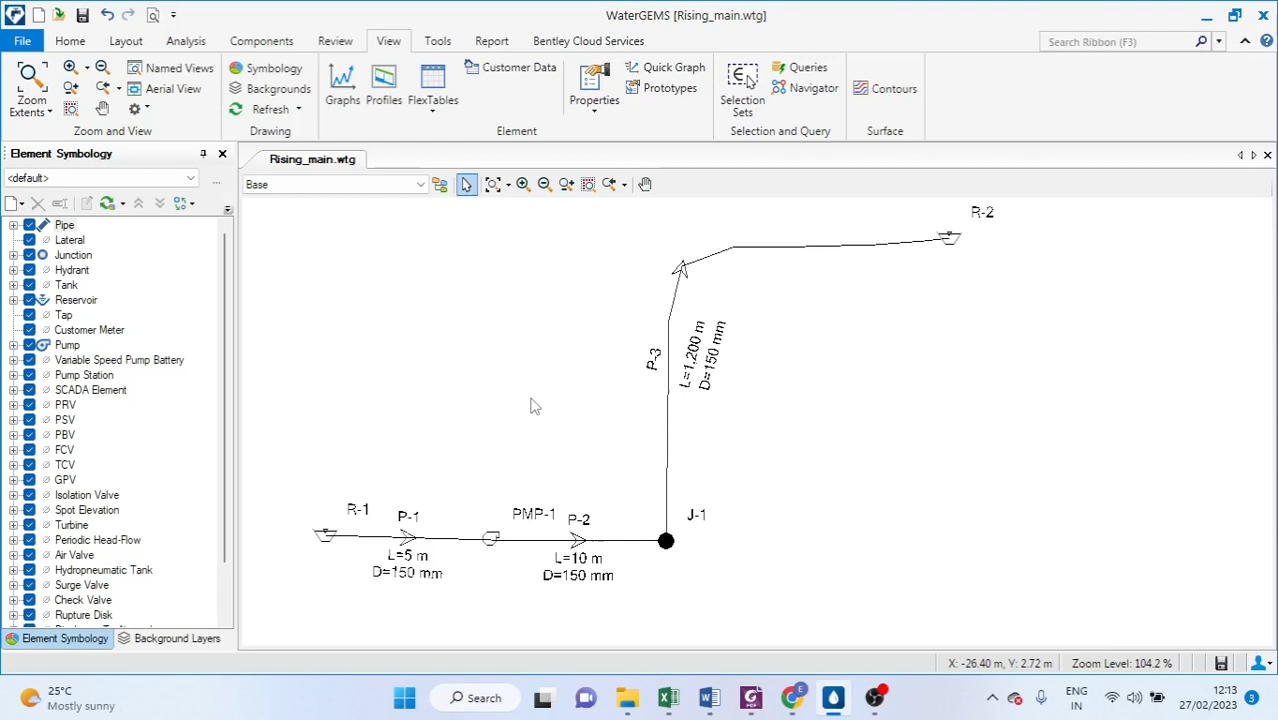 WaterGEMS [Rising_main.wtg]
File Home Layout Analysis Components Review View Tools Report Bentley Cloud Services Search Ribbon (F3)
Zoom Extents
Named Views
Aerial View
Zoom and View
Symbology
Backgrounds
Refresh
Drawing
Graphs
Profiles
FlexTables
Customer Data
Element
Properties
Quick Graph
Prototypes
Selection Sets
Queries
Navigator
Selection and Query
Contours
Surface
Element Symbology
<default>
...
Pipe
Lateral
Junction
Hydrant
Tank
Reservoir
Tap
Customer Meter
Pump
Variable Speed Pump Battery
Pump Station
SCADA Element
PRV
PSV
PBV
FCV
TCV
GPV
Isolation Valve
Spot Elevation
Turbine
Periodic Head-Flow
Air Valve
Hydropneumatic Tank
Surge Valve
Check Valve
Rupture Disk
Element Symbology
Background Layers
Rising_main.wtg
Base
R-2
P-3
L=1,200 m
D=150 mm
R-1
P-1
L=5 m
D=150 mm
PMP-1
P-2
L=10 m
D=150 mm
J-1
X: -26.40 m, Y: 2.72 m
Zoom Level: 104.2 %
25°C
Mostly sunny
Search
ENG
IN
12:13
27/02/2023
3